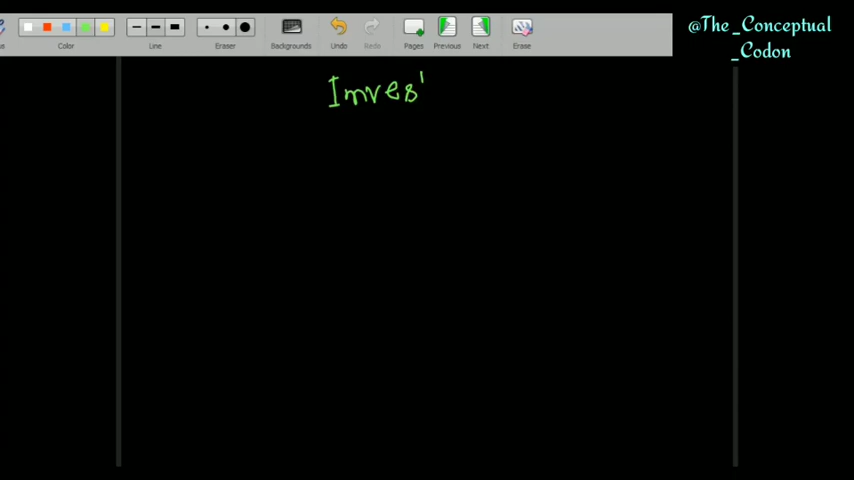 Color
Line
Eraser
Backgrounds
Undo
Redo
Pages
Previous
Next
Erase
@The_Conceptual
_Codon
Inves